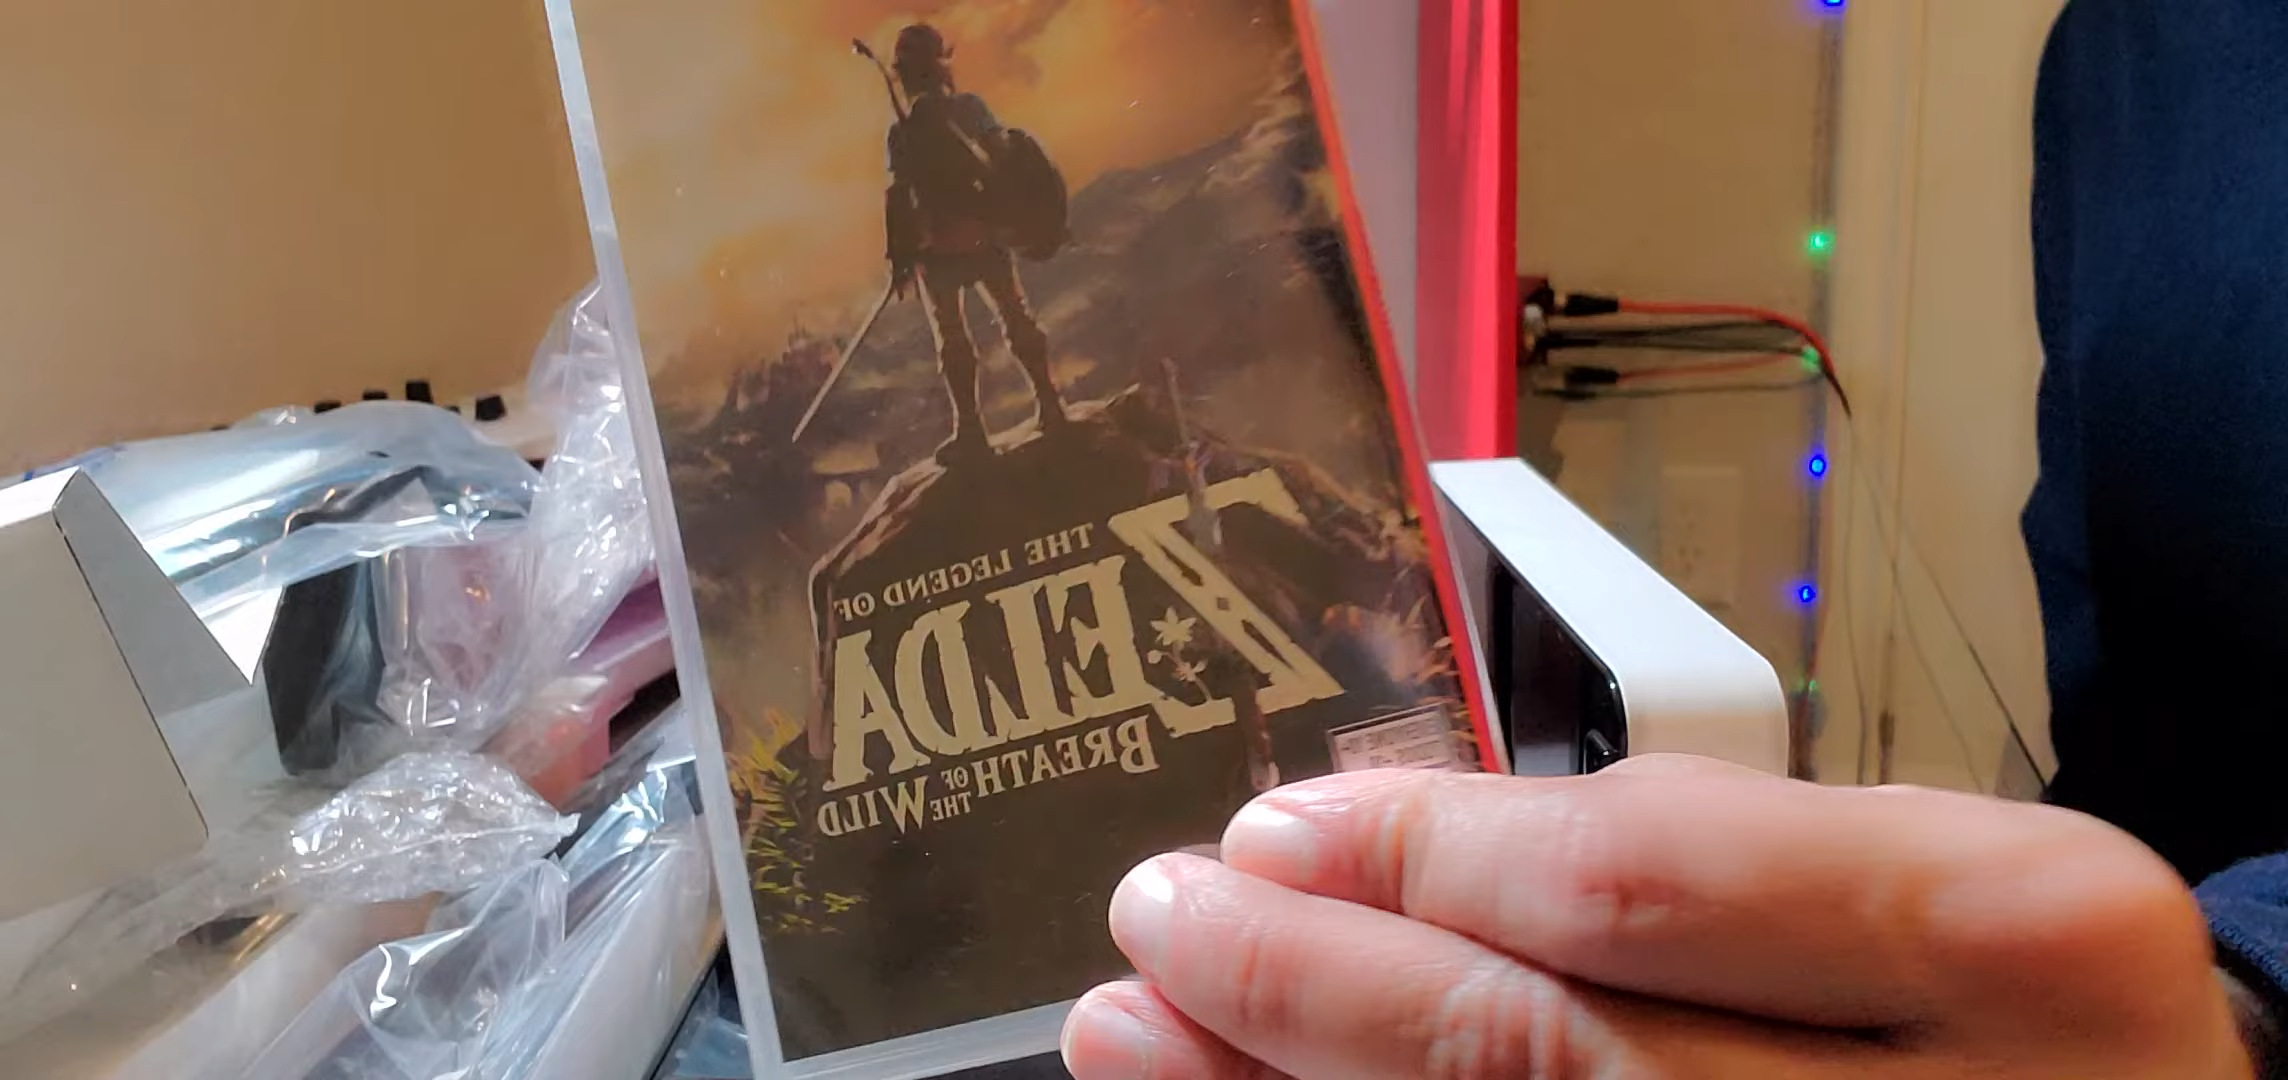 THE LEGEND OF
ZELDA
BREATH OF THE WILD